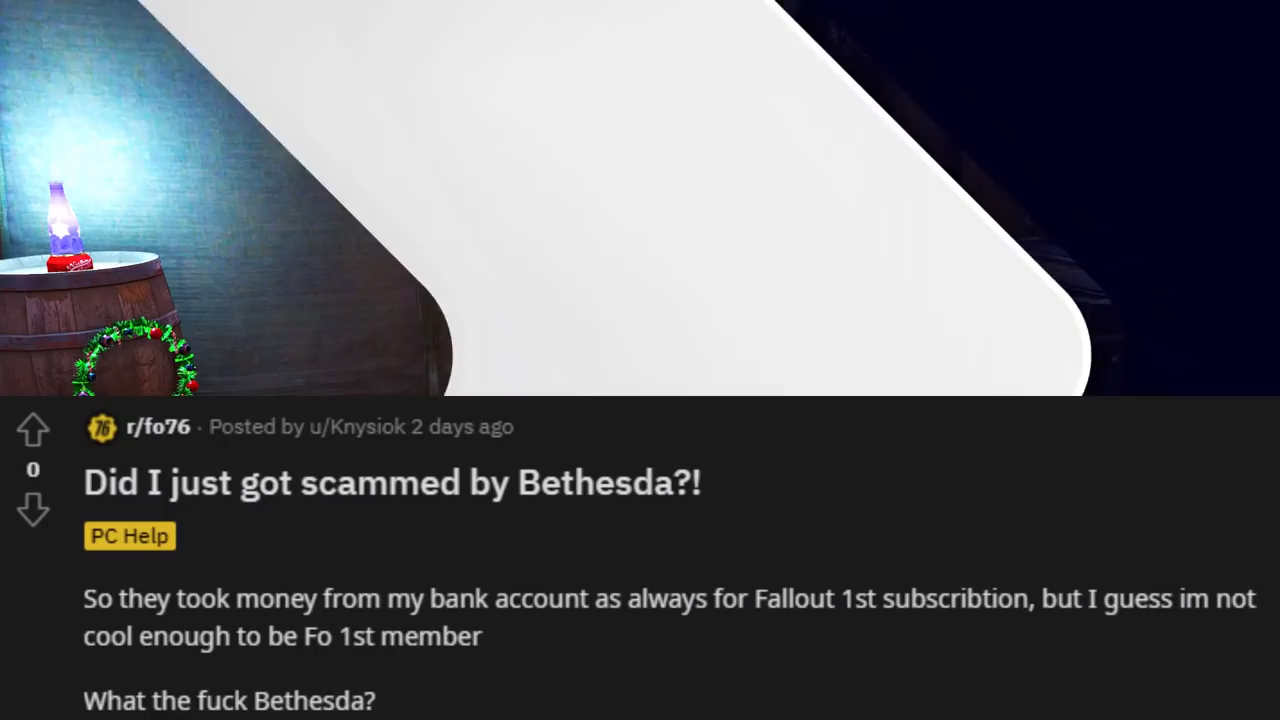 r/fo76 · Posted by u/Knysiok 2 days ago
0
Did I just got scammed by Bethesda?!
PC Help
So they took money from my bank account as always for Fallout 1st subscribtion, but I guess im not
cool enough to be Fo 1st member
What the fuck Bethesda?